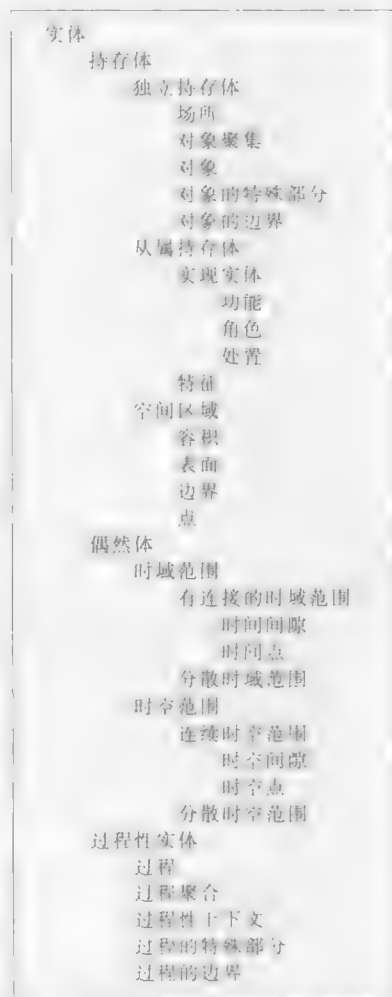 实体
持存体
独立持存体
场所
对象聚集
对象
对象的特殊部分
对象的边界
从属持存体
实现实体
功能
角色
处置
特征
空间区域
容积
表面
边界
点
偶然体
时域范围
有连接的时域范围
时间间隙
时间点
分散时域范围
时空范围
连续时空范围
时空间隙
时空点
分散时空范围
过程性实体
过程
过程聚合
过程性上下文
过程的特殊部分
过程的边界